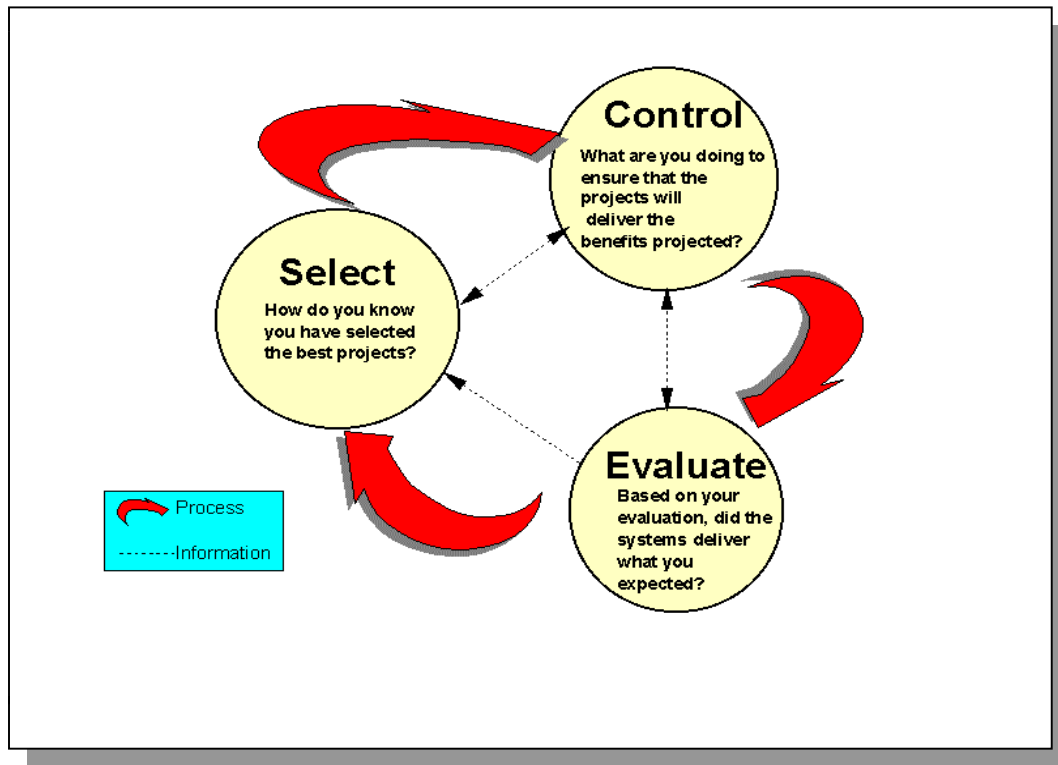 Control
What are you doing to
ensure that the
projects will
deliver the
benefits projected?
Select
How do you know
you have selected
the best projects?
Evaluate
Based on your
evaluation, did the
systems deliver
what you
expected?
Process
Information